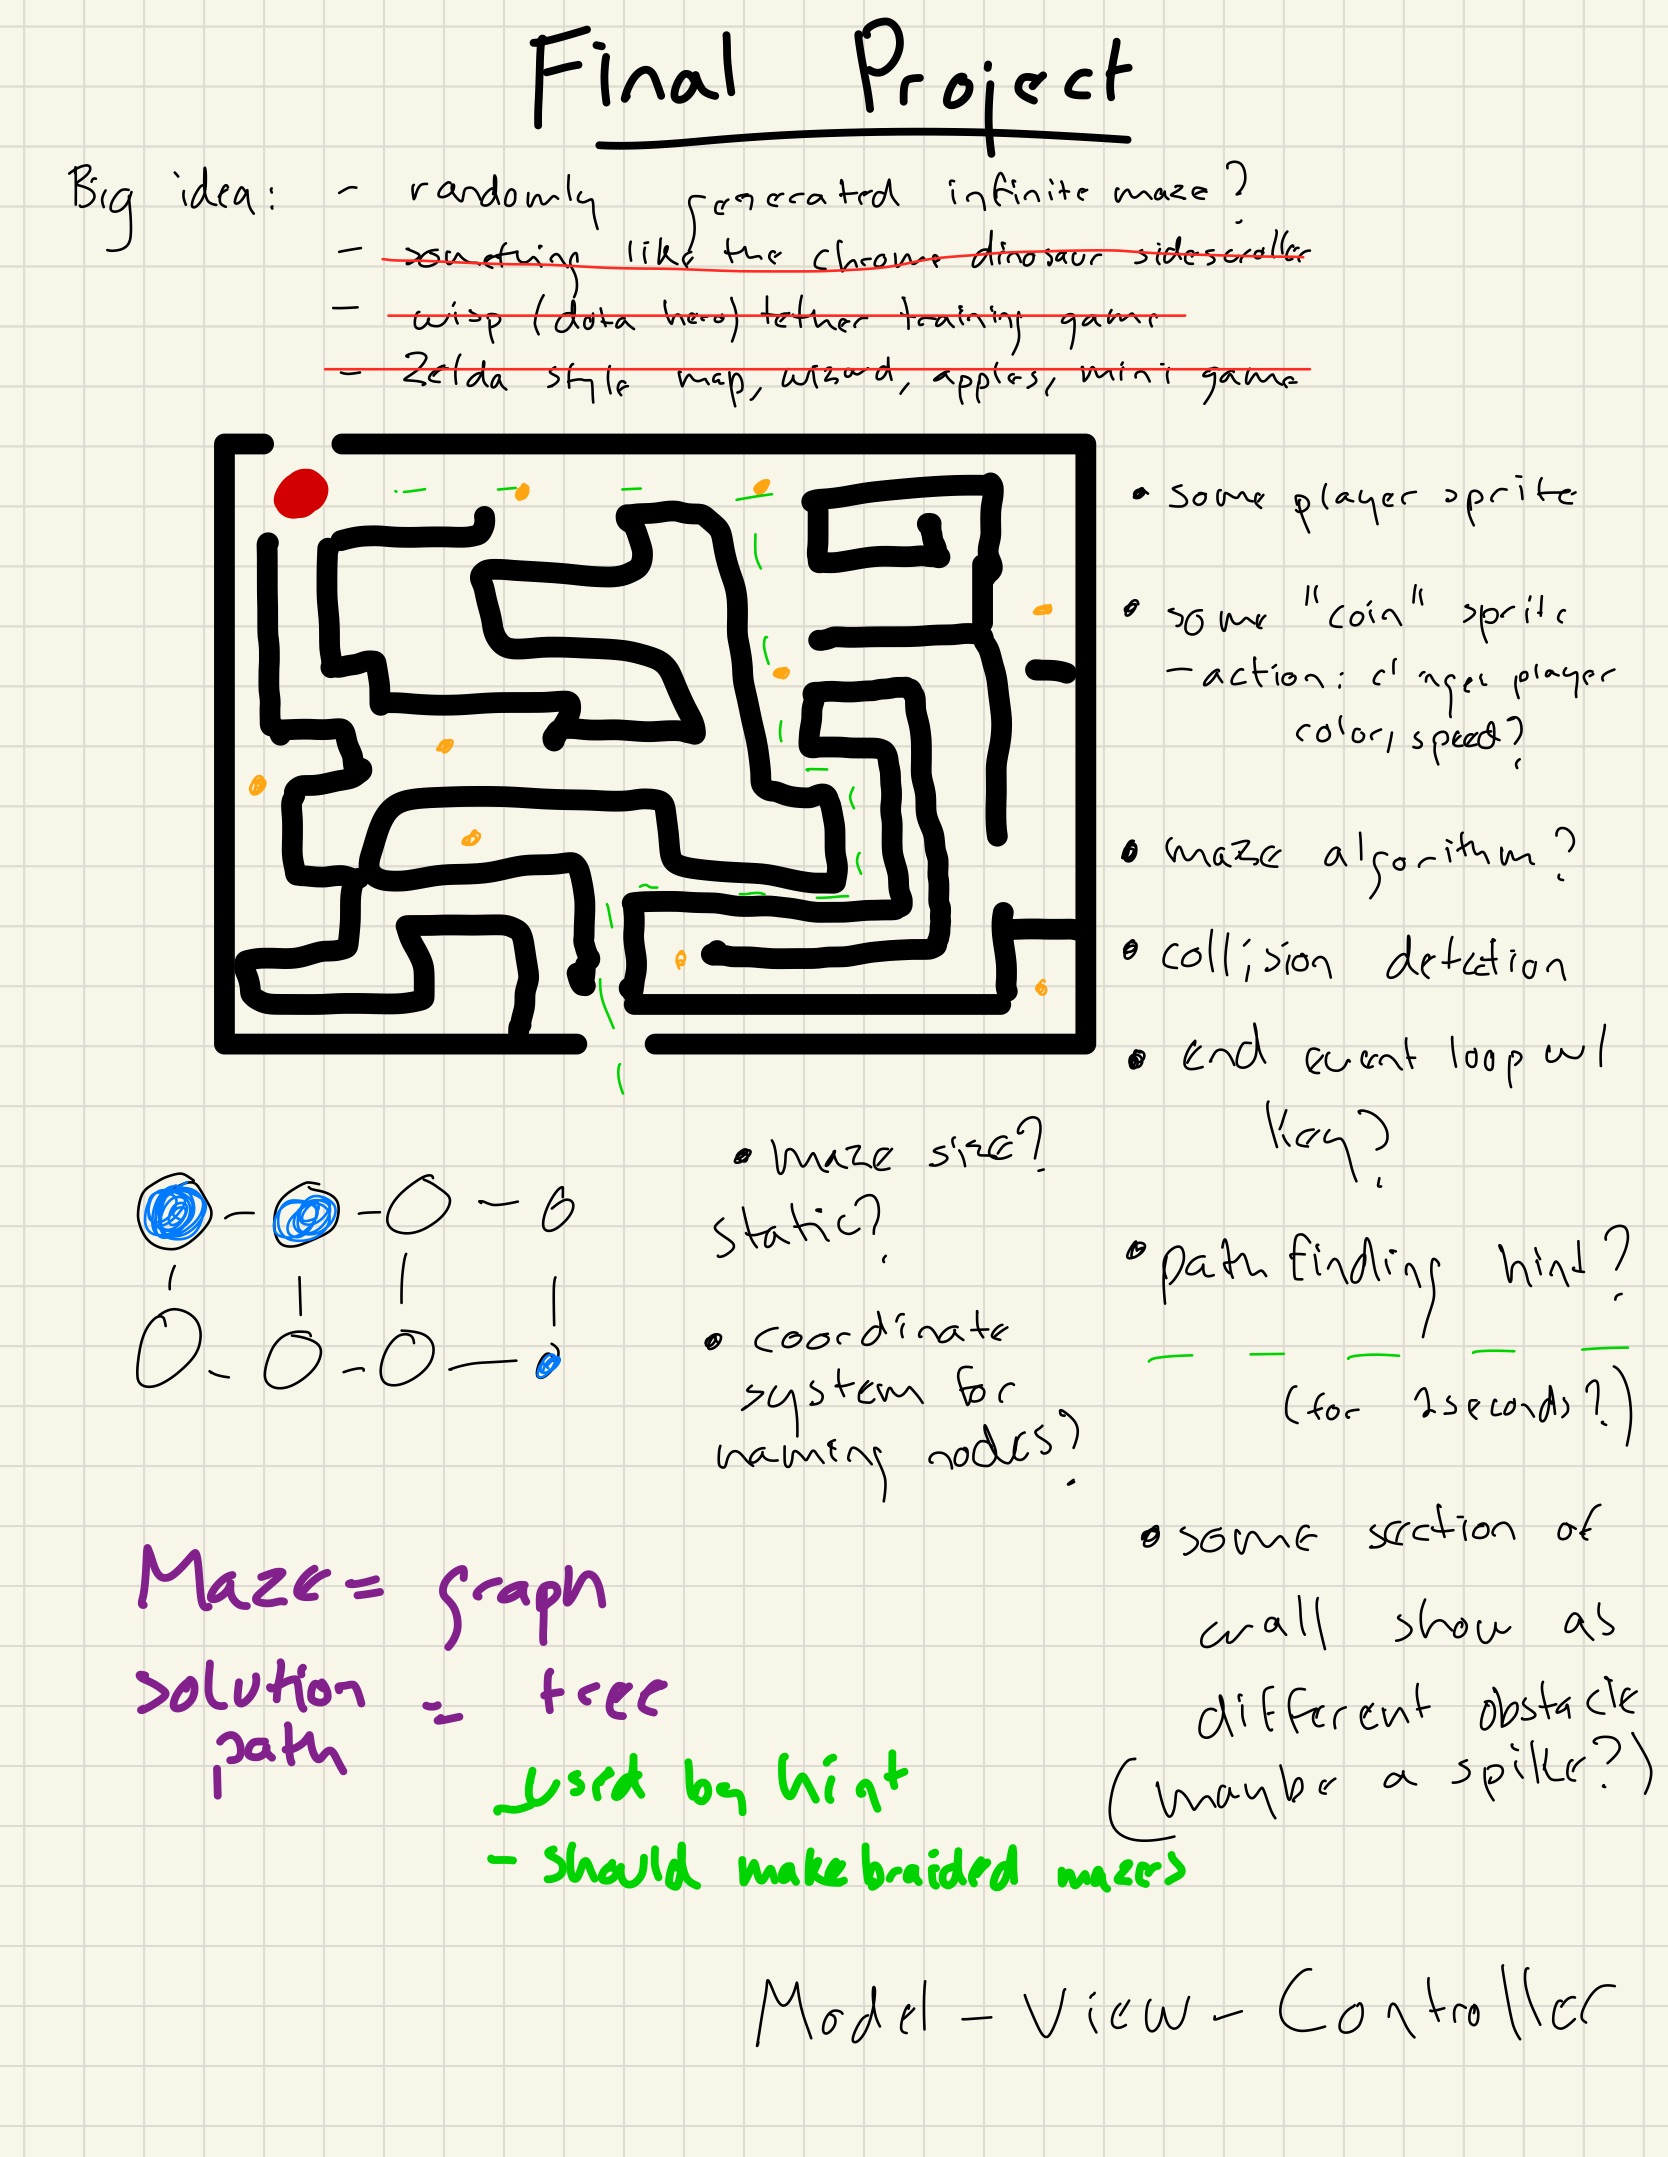 Final Project
Big idea: - randomly generated infinite maze?
- something like the chrome dinosaur sidescroller
- wisp (dota hero) tether training game
- Zelda style map, wizard, apples, mini game
• some player sprite
• some "coin" sprite
- action: changes player
color, speed?
• maze algorithm?
• collision detection
• end event loop w/
key?
• maze size?
static?
• coordinate
system for
naming nodes?
• path finding hint?
(for 2 seconds?)
• some section of
wall show as
different obstacle
(maybe a spike?)
Maze = graph
solution = tree
path
- used by hint
- should make braided mazes
Model - View - Controller